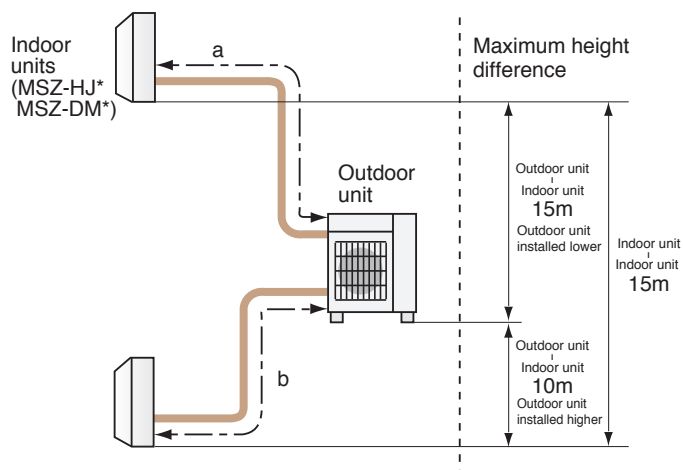 Indoor
units
(MSZ-HJ*
MSZ-DM*)
a
Outdoor
unit
b
Maximum height
difference
Outdoor unit
Indoor unit
15m
Outdoor unit
installed lower
Indoor unit
Indoor unit
15m
Outdoor unit
Indoor unit
10m
Outdoor unit
installed higher